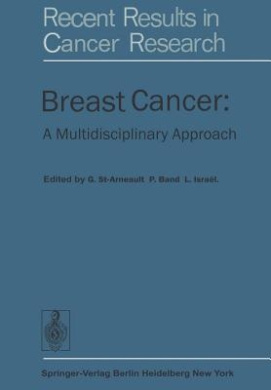 Recent Results in
Cancer Research
Breast Cancer:
A Multidisciplinary Approach
Edited by G. St-Arneault P. Band L. Israël.
Springer-Verlag Berlin Heidelberg New York